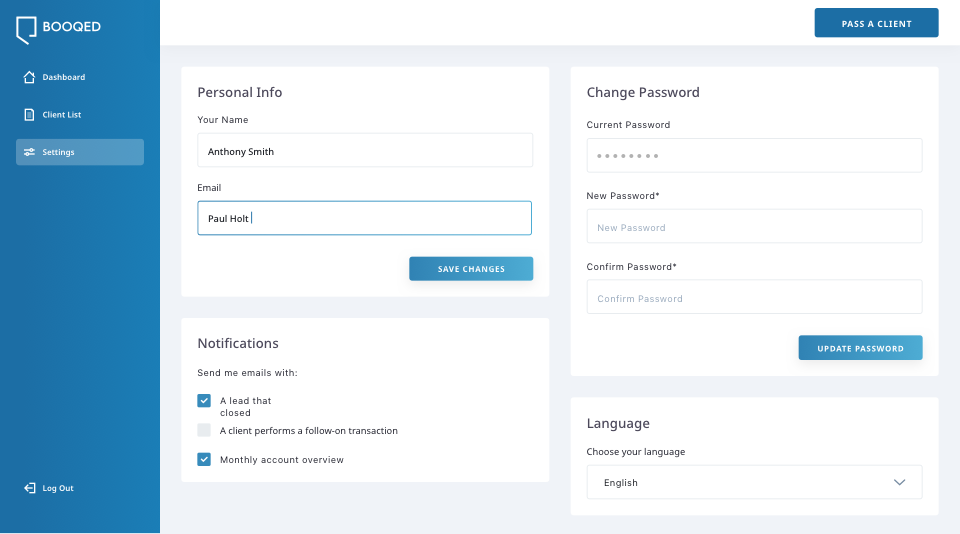 BOOQED
Dashboard
Client List
Settings
Log Out
PASS A CLIENT
Personal Info
Your Name
Anthony Smith
Email
Paul Holt
SAVE CHANGES
Notifications
Send me emails with:
A lead that
closed
A client performs a follow-on transaction
Monthly account overview
Change Password
Current Password
New Password*
New Password
Confirm Password*
Confirm Password
UPDATE PASSWORD
Language
Choose your language
English